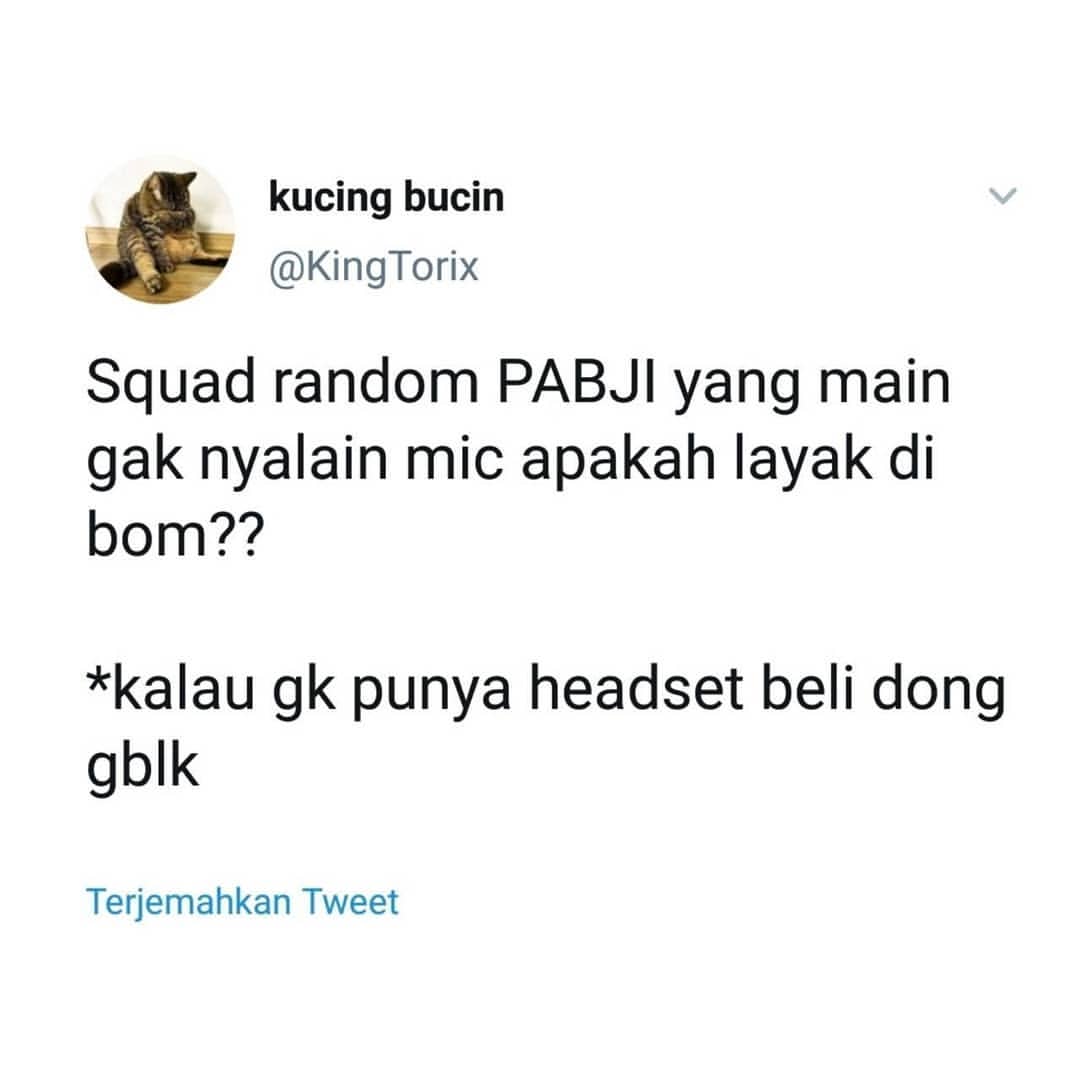 kucing bucin
@KingTorix
Squad random PABJI yang main
gak nyalain mic apakah layak di
bom??
*kalau gk punya headset beli dong
gblk
Terjemahkan Tweet